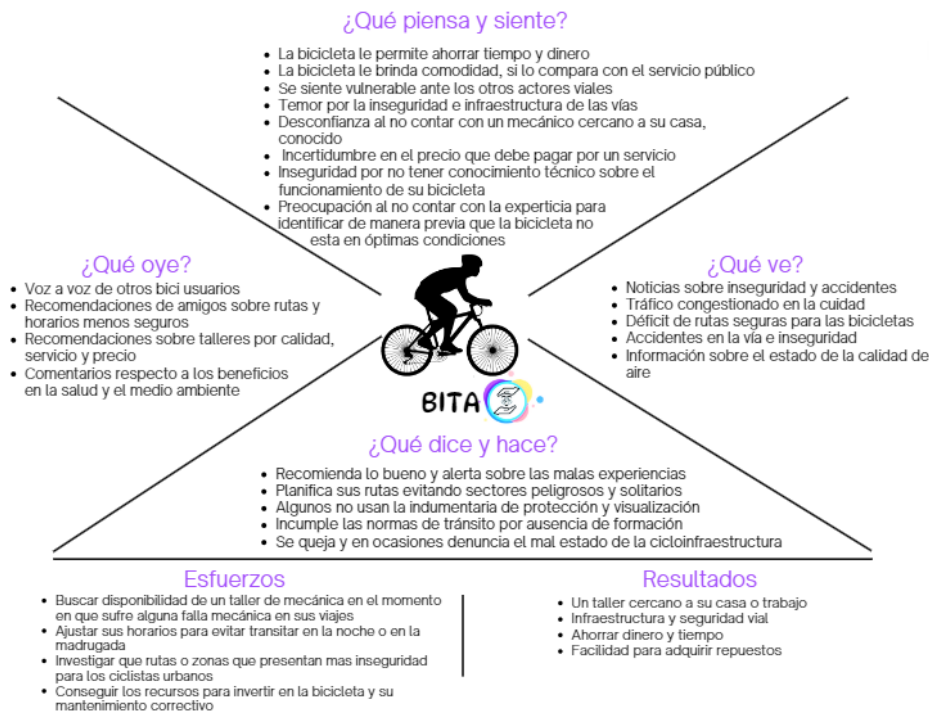 ¿Qué piensa y siente?
• La bicicleta le permite ahorrar tiempo y dinero
• La bicicleta le brinda comodidad, si lo compara con el servicio público
• Se siente vulnerable ante los otros actores viales
• Temor por la inseguridad e infraestructura de las vías
• Desconfianza al no contar con un mecánico cercano a su casa,
conocido
• Incertidumbre en el precio que debe pagar por un servicio
• Inseguridad por no tener conocimiento técnico sobre el
funcionamiento de su bicicleta
• Preocupación al no contar con la experticia para
identificar de manera previa que la bicicleta no
esta en óptimas condiciones
¿Qué oye?
• Voz a voz de otros bici usuarios
• Recomendaciones de amigos sobre rutas y
horarios menos seguros
• Recomendaciones sobre talleres por calidad,
servicio y precio
• Comentarios respecto a los beneficios
en la salud y el medio ambiente
¿Qué ve?
• Noticias sobre inseguridad y accidentes
• Tráfico congestionado en la cuidad
• Déficit de rutas seguras para las bicicletas
• Accidentes en la vía e inseguridad
• Información sobre el estado de la calidad de
aire
BITA
¿Qué dice y hace?
• Recomienda lo bueno y alerta sobre las malas experiencias
• Planifica sus rutas evitando sectores peligrosos y solitarios
• Algunos no usan la indumentaria de protección y visualización
• Incumple las normas de tránsito por ausencia de formación
• Se queja y en ocasiones denuncia el mal estado de la cicloinfraestructura
Esfuerzos
• Buscar disponibilidad de un taller de mecánica en el momento
en que sufre alguna falla mecánica en sus viajes
• Ajustar sus horarios para evitar transitar en la noche o en la
madrugada
• Investigar que rutas o zonas que presentan mas inseguridad
para los ciclistas urbanos
• Conseguir los recursos para invertir en la bicicleta y su
mantenimiento correctivo
Resultados
• Un taller cercano a su casa o trabajo
• Infraestructura y seguridad vial
• Ahorrar dinero y tiempo
• Facilidad para adquirir repuestos